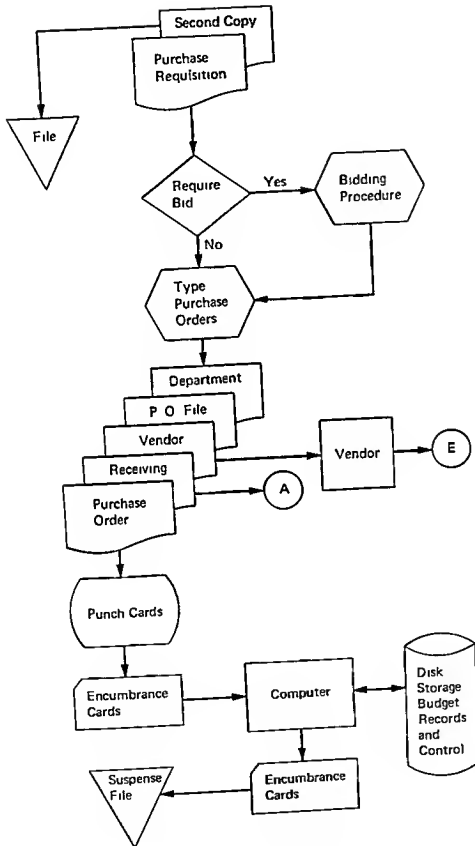 Second Copy
Purchase
Requisition
File
Require
Bid
Yes
Bidding
Procedure
No
Type
Purchase
Orders
Department
P O File
Vendor
Receiving
Purchase
Order
Vendor
E
A
Punch Cards
Encumbrance
Cards
Computer
Disk
Storage
Budget
Records
and
Control
Suspense
File
Encumbrance
Cards